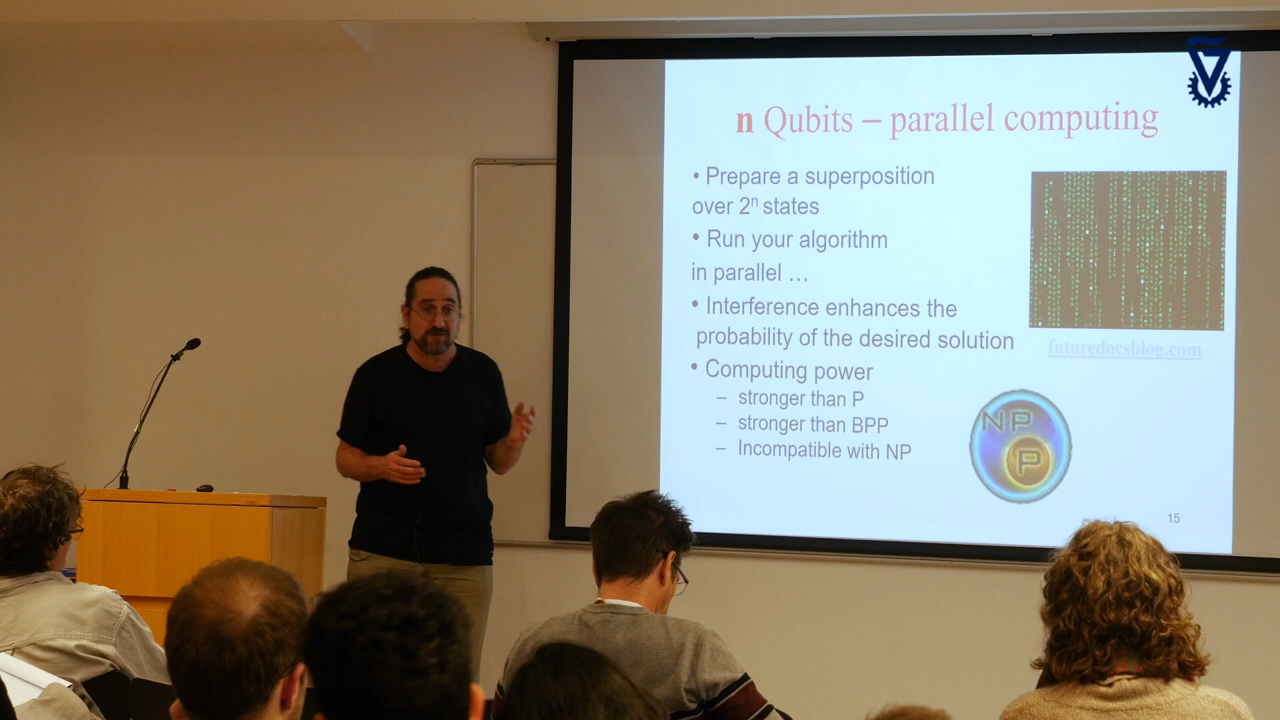 n Qubits – parallel computing
• Prepare a superposition
over 2ⁿ states
• Run your algorithm
in parallel …
• Interference enhances the
probability of the desired solution
futuredocsblog.com
• Computing power
– stronger than P
– stronger than BPP
– Incompatible with NP
NP
P
15